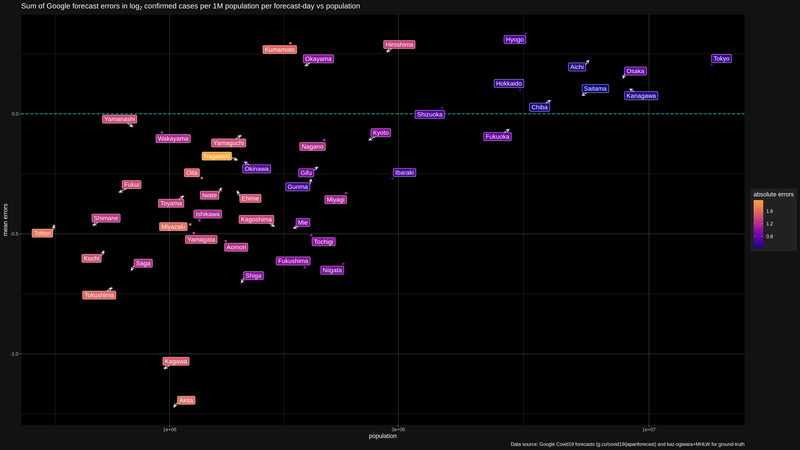 Sum of Google forecast errors in log2 confirmed cases per 1M population per forecast-day vs population
Hyogo
Hiroshima
Kumamoto
Okayama
Tokyo
Aichi
Osaka
Hokkaido
Saitama
Kanagawa
Chiba
0.0
Shizuoka
Yamanashi
Kyoto
Fukuoka
Wakayama
Yamaguchi
Nagano
Nagasaki
Okinawa
Oita
Gifu
Ibaraki
Gunma
Fukui
Iwate
Ehime
Miyagi
Toyama
Ishikawa
Shimane
Kagoshima
Mie
Miyazaki
-0.5
Tottori
Yamagata
Tochigi
Aomori
Kochi
Saga
Fukushima
Niigata
Shiga
Tokushima
-1.0
Kagawa
Akita
mean errors
1e+06
3e+06
1e+07
population
absolute errors
1.6
1.2
0.8
Data source: Google Covid19 forecasts (g.co/covid19/japanforecast) and kaz-ogiwara+MHLW for ground-truth